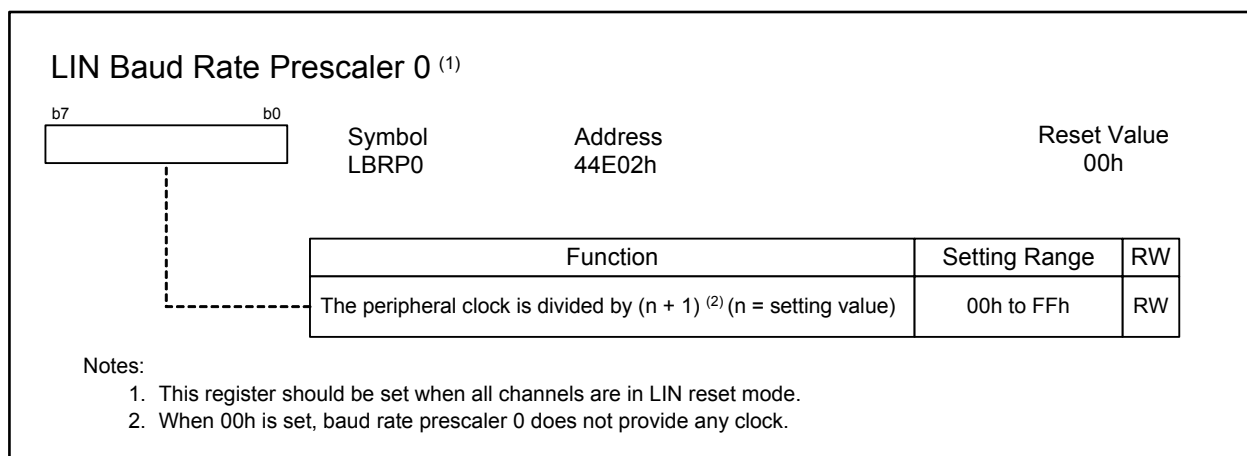 LIN Baud Rate Prescaler 0 (1)
b7 b0
Symbol Address Reset Value
LBRP0 44E02h 00h
Function Setting Range RW
The peripheral clock is divided by (n + 1) (2) (n = setting value) 00h to FFh RW
Notes:
1. This register should be set when all channels are in LIN reset mode.
2. When 00h is set, baud rate prescaler 0 does not provide any clock.